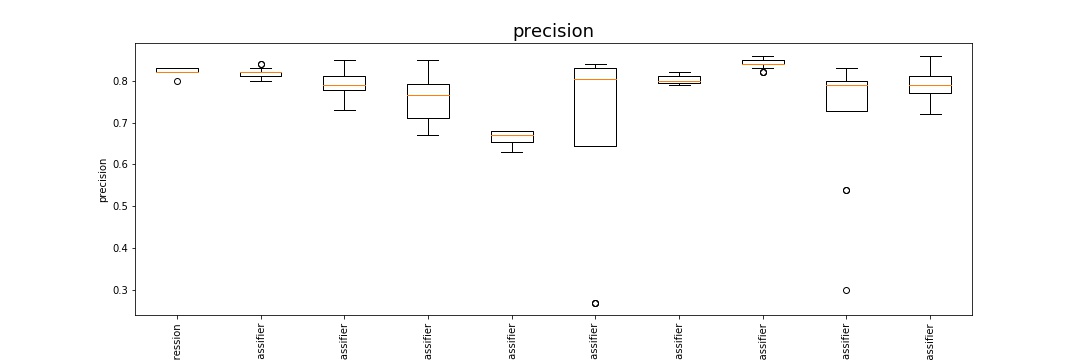 precision
precision
0.8
0.7
0.6
0.5
0.4
0.3
ression
assifier
assifier
assifier
assifier
assifier
assifier
assifier
assifier
assifier